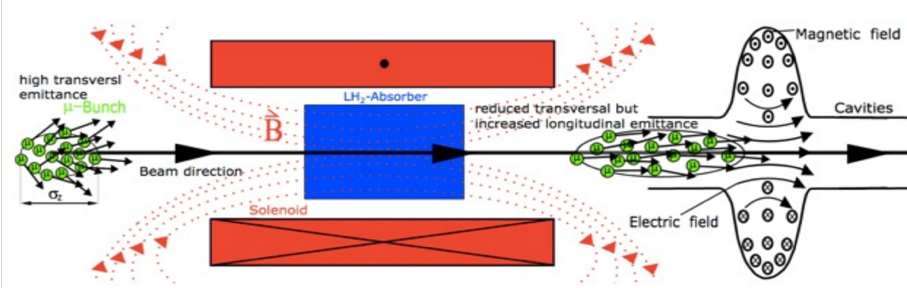 high transversl
emittance
μ-Bunch
σz
Beam direction
B
Solenoid
LH2-Absorber
reduced transversal but
increased longitudinal emittance
Magnetic field
Cavities
Electric field
μ μ μ μ μ μ μ μ μ μ μ
μ μ μ μ μ μ μ μ μ μ μ